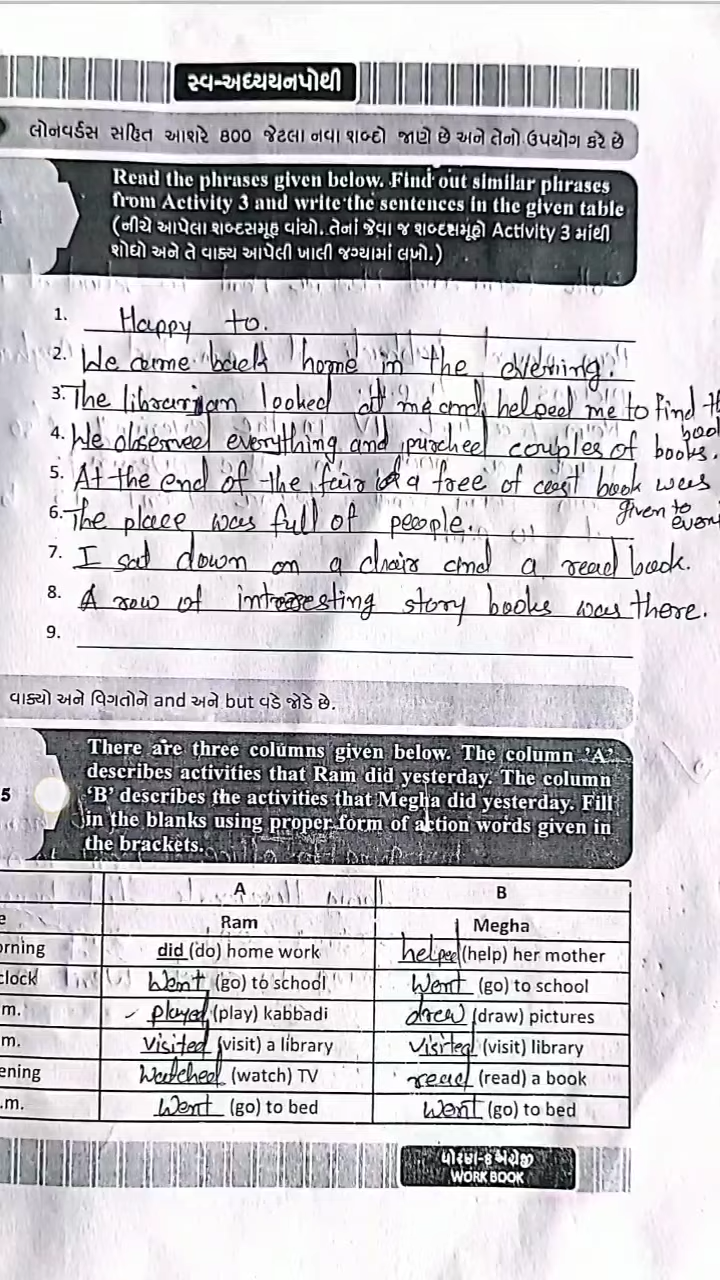 સ્વ-અધ્યયનપોથી
લોનવર્ડસ સહિત આશરે 800 જેટલા નવા શબ્દો જાણે છે અને તેનો ઉપયોગ કરે છે
Read the phrases given below. Find out similar phrases
from Activity 3 and write the sentences in the given table
(નીચે આપેલા શબ્દસમૂહ વાંચો. તેનાં જેવા જ શબ્દસમૂહો Activity 3 માંથી
શોધો અને તે વાક્ય આપેલી ખાલી જગ્યામાં લખો.)
1. Happy to.
2. We came back home in the evening.
3. The librarian looked at me and helped me to find the
book
4. We observed everything and purched couples of books.
5. At the end of the fair a free of cost book was
given to
6. The place was full of people.
7. I sat down on a chair and a read book.
8. A row of interesting story books was there.
9.
વાક્યો અને વિગતોને and અને but વડે જોડે છે.
There are three columns given below. The column 'A'
describes activities that Ram did yesterday. The column
5 'B' describes the activities that Megha did yesterday. Fill
in the blanks using proper form of action words given in
the brackets.
A B
e Ram Megha
orning did (do) home work helped (help) her mother
clock Went (go) to school Went (go) to school
m. played (play) kabbadi drew (draw) pictures
m. visited (visit) a library visited (visit) library
ening Watched (watch) TV read (read) a book
.m. Went (go) to bed Went (go) to bed
ધોરણ-8 અંગ્રેજી
WORK BOOK